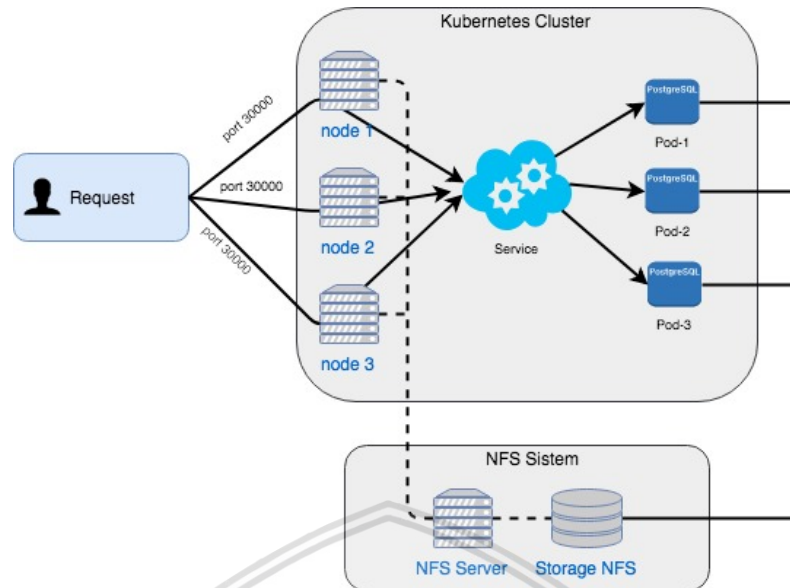 Kubernetes Cluster
port 30000
node 1
PostgreSQL
Pod-1
Request
port 30000
node 2
Service
PostgreSQL
Pod-2
port 30000
node 3
PostgreSQL
Pod-3
NFS Sistem
NFS Server
Storage NFS